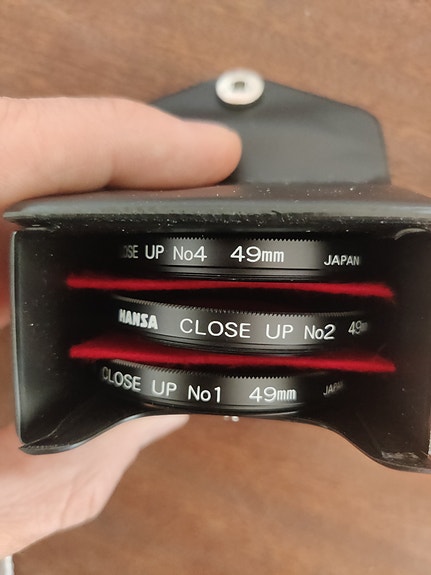 UP No4 49mm JAPAN
HANSA CLOSE UP No2
CLOSE UP No1 49mm